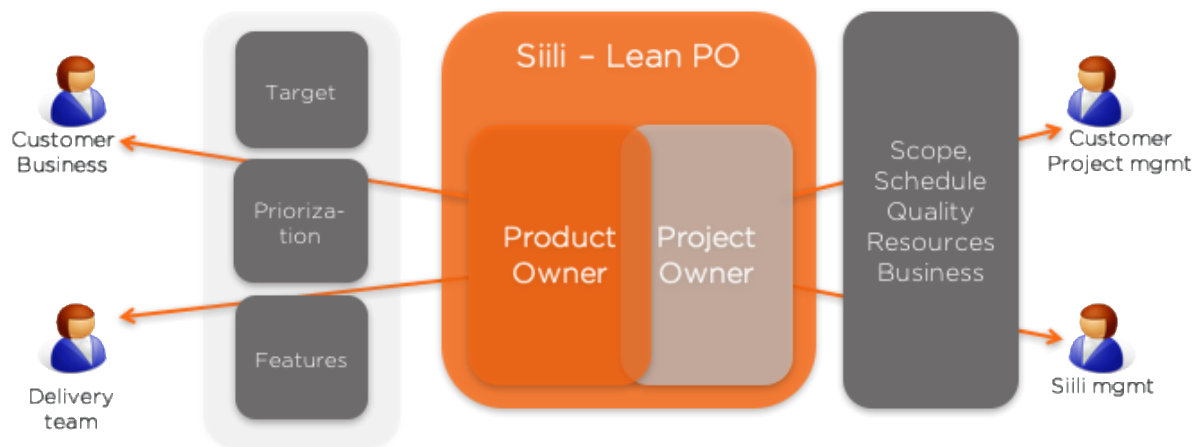 Customer
Business
Delivery
team
Target
Prioriza-
tion
Features
Siili – Lean PO
Product
Owner
Project
Owner
Scope,
Schedule
Quality
Resources
Business
Customer
Project mgmt
Siili mgmt